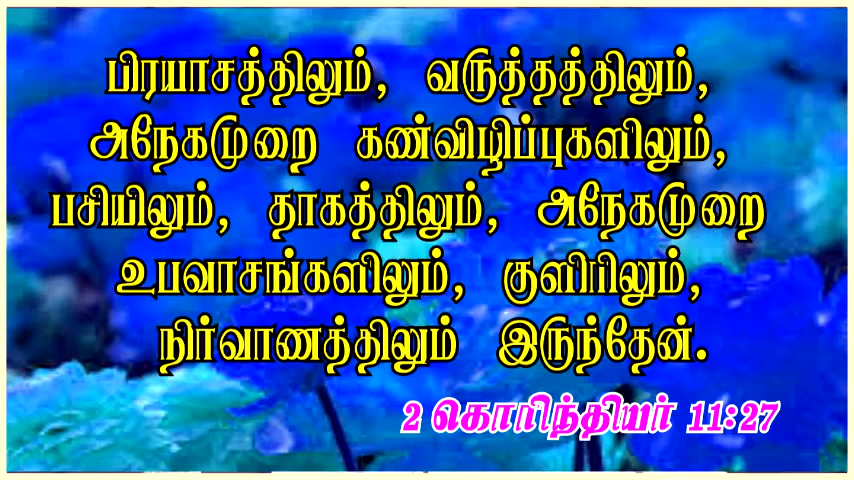 பிரயாசத்திலும், வருத்தத்திலும்,
அநேகமுறை கண்விழிப்புகளிலும்,
பசியிலும், தாகத்திலும், அநேகமுறை
உபவாசங்களிலும், குளிரிலும்,
நிர்வாணத்திலும் இருந்தேன்.
2 கொரிந்தியர் 11:27